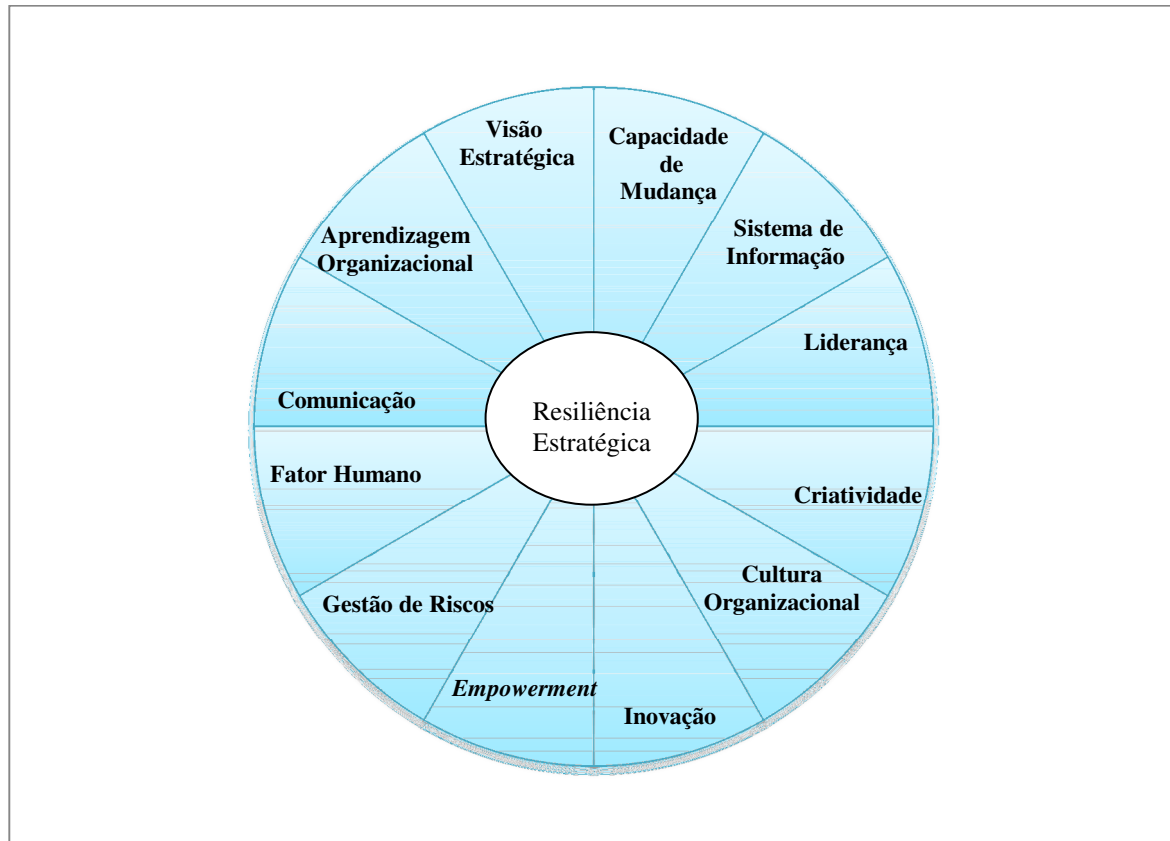 Visão
Estratégica
Capacidade
de
Mudança
Sistema de
Informação
Liderança
Criatividade
Cultura
Organizacional
Inovação
Empowerment
Gestão de Riscos
Fator Humano
Comunicação
Aprendizagem
Organizacional
Resiliência
Estratégica